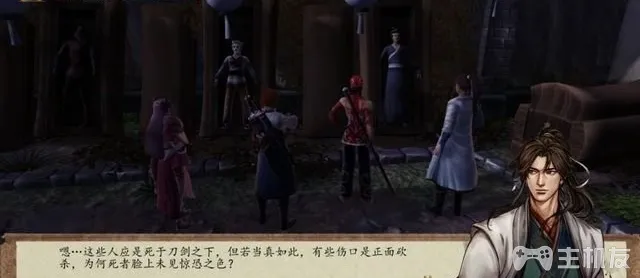 嗯…这些人应是死于刀剑之下，但若当真如此，有些伤口是正面砍
杀，为何死者脸上未见惊恐之色？
主机友